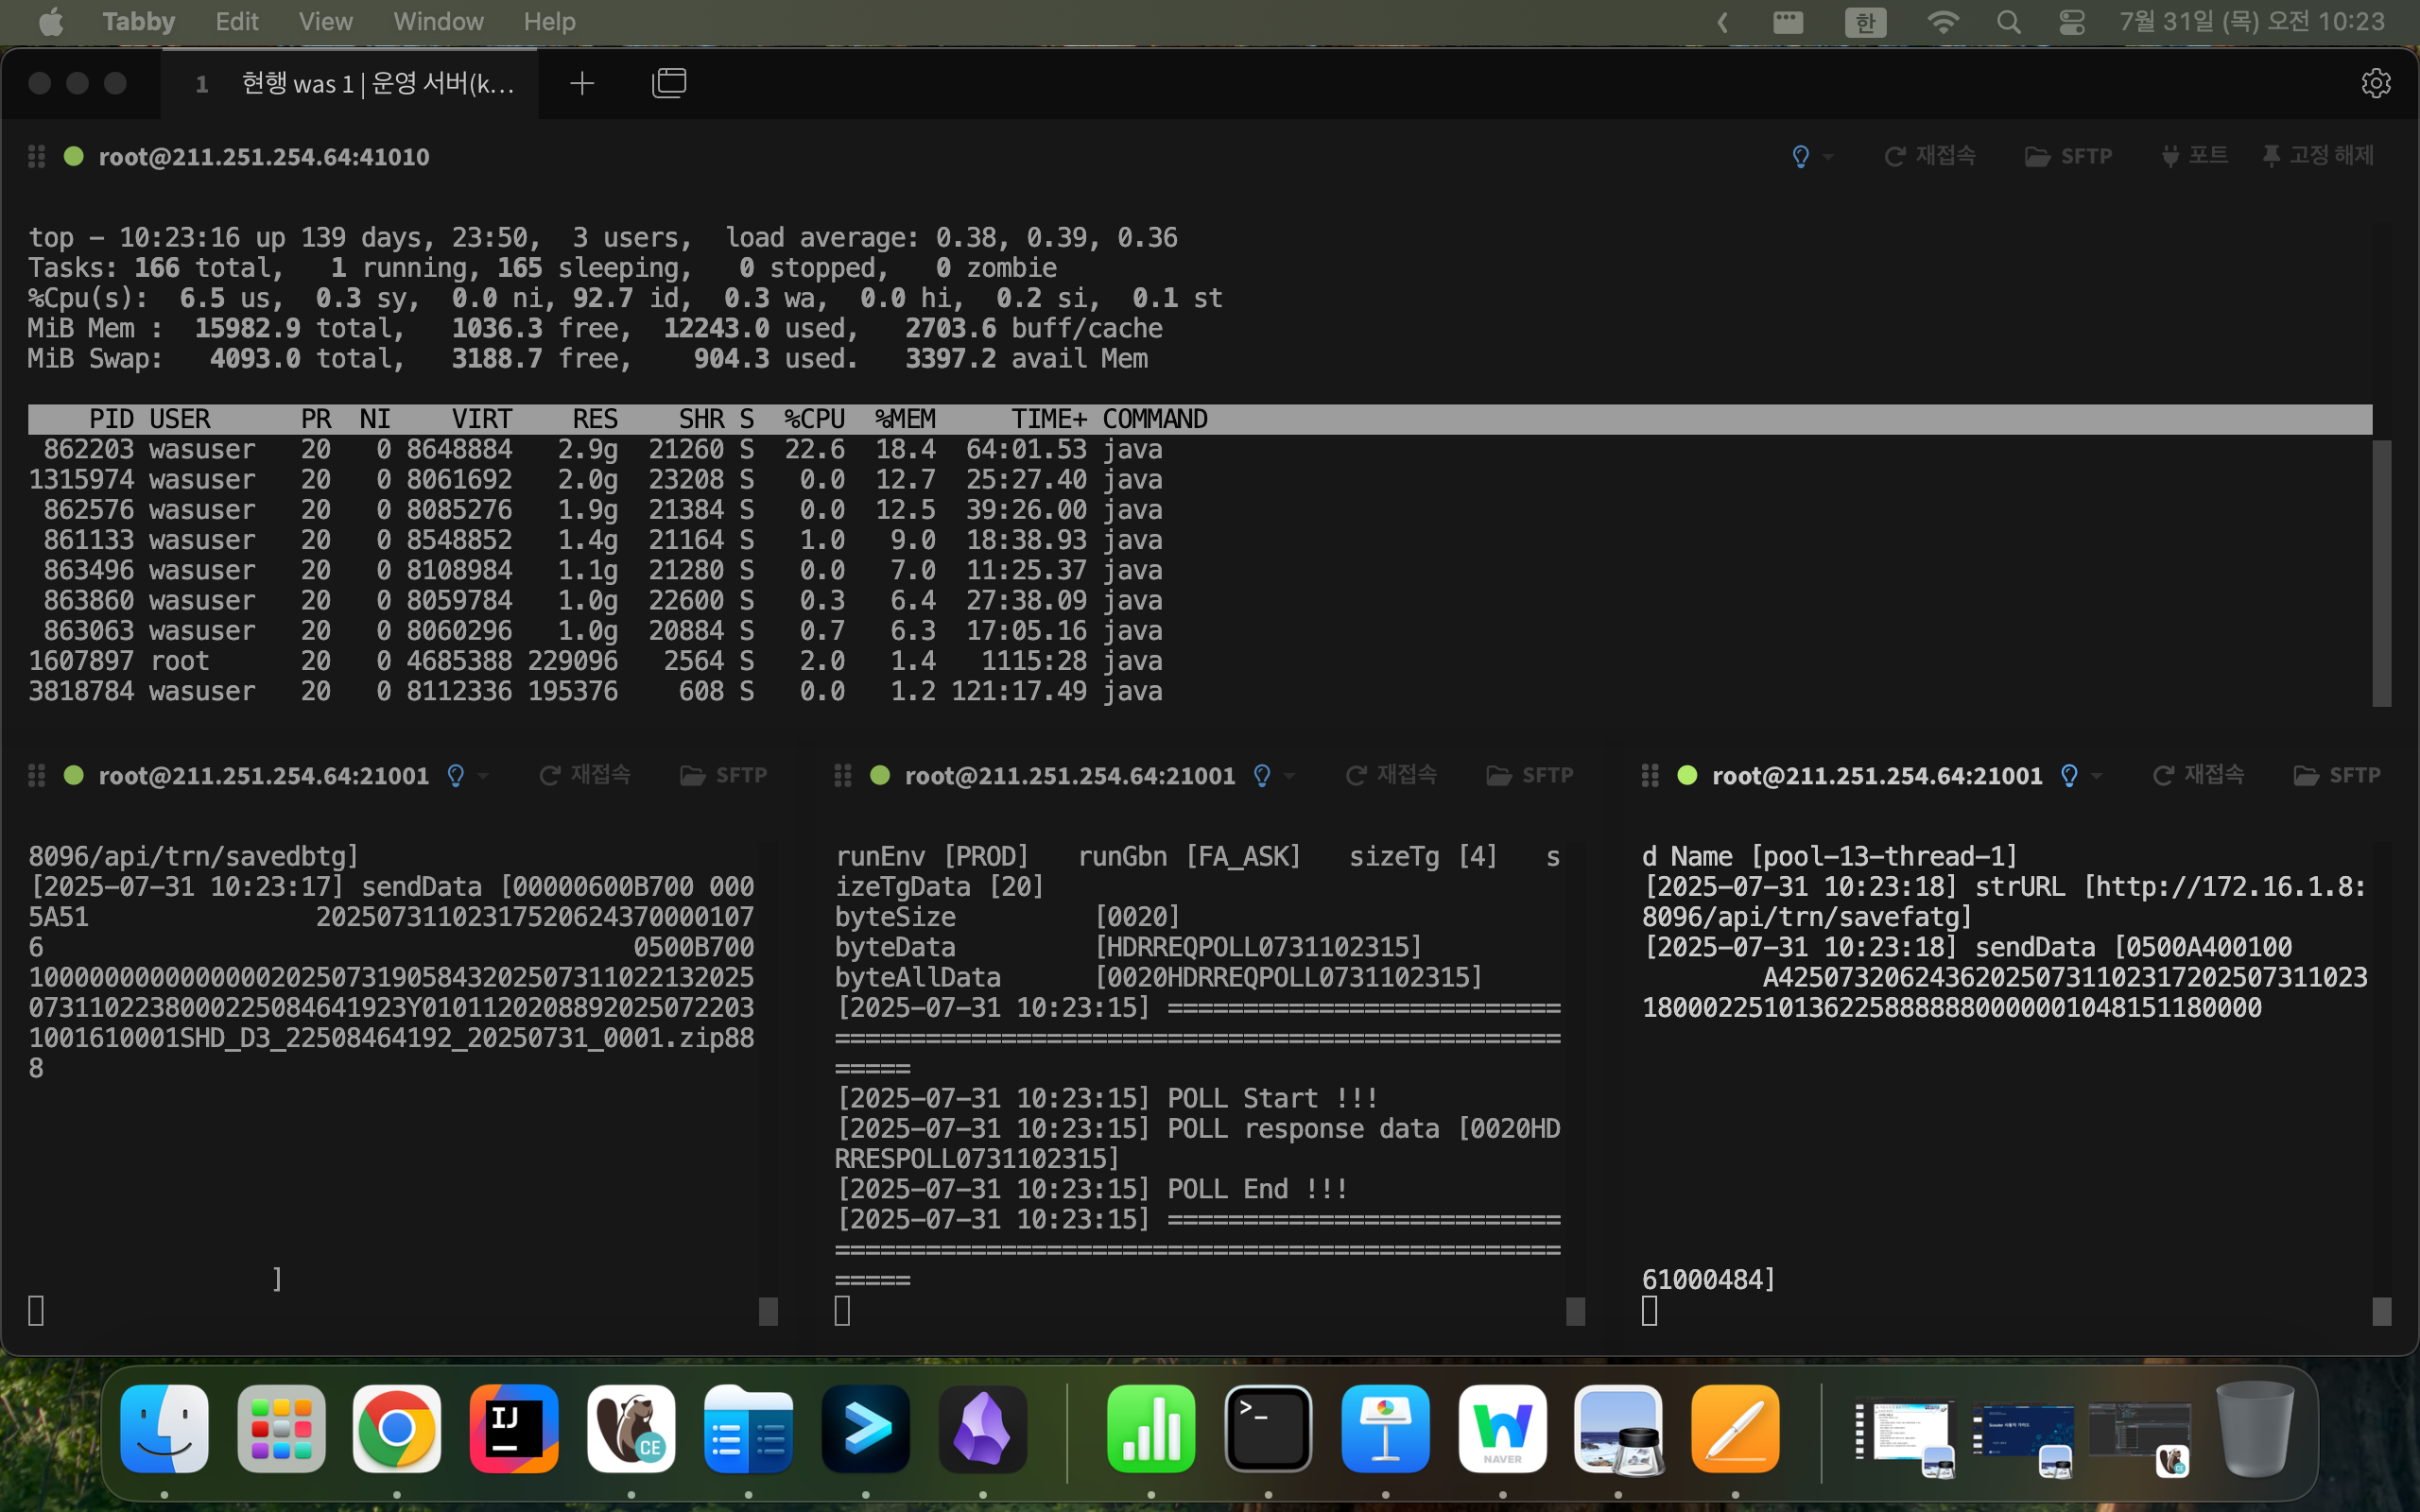 Tabby Edit View Window Help 한 7월 31일 (목) 오전 10:23
1 현행 was 1 | 운영 서버(k...
root@211.251.254.64:41010 재접속 SFTP 포트 고정 해제
top - 10:23:16 up 139 days, 23:50, 3 users, load average: 0.38, 0.39, 0.36
Tasks: 166 total, 1 running, 165 sleeping, 0 stopped, 0 zombie
%Cpu(s): 6.5 us, 0.3 sy, 0.0 ni, 92.7 id, 0.3 wa, 0.0 hi, 0.2 si, 0.1 st
MiB Mem : 15982.9 total, 1036.3 free, 12243.0 used, 2703.6 buff/cache
MiB Swap: 4093.0 total, 3188.7 free, 904.3 used. 3397.2 avail Mem
PID USER PR NI VIRT RES SHR S %CPU %MEM TIME+ COMMAND
862203 wasuser 20 0 8648884 2.9g 21260 S 22.6 18.4 64:01.53 java
1315974 wasuser 20 0 8061692 2.0g 23208 S 0.0 12.7 25:27.40 java
862576 wasuser 20 0 8085276 1.9g 21384 S 0.0 12.5 39:26.00 java
861133 wasuser 20 0 8548852 1.4g 21164 S 1.0 9.0 18:38.93 java
863496 wasuser 20 0 8108984 1.1g 21280 S 0.0 7.0 11:25.37 java
863860 wasuser 20 0 8059784 1.0g 22600 S 0.3 6.4 27:38.09 java
863063 wasuser 20 0 8060296 1.0g 20884 S 0.7 6.3 17:05.16 java
1607897 root 20 0 4685388 229096 2564 S 2.0 1.4 1115:28 java
3818784 wasuser 20 0 8112336 195376 608 S 0.0 1.2 121:17.49 java
root@211.251.254.64:21001 재접속 SFTP
8096/api/trn/savedbtg]
[2025-07-31 10:23:17] sendData [00000600B700 000
5A51 20250731102317520624370000107
6 0500B700
100000000000000020250731905843202507311022132025
073110223800022508464192​3Y0101120208892025072203
1001610001SHD_D3_22508464192_20250731_0001.zip88
8
]
root@211.251.254.64:21001 재접속 SFTP
runEnv [PROD] runGbn [FA_ASK] sizeTg [4] s
izeTgData [20]
byteSize [0020]
byteData [HDRREQPOLL0731102315]
byteAllData [0020HDRREQPOLL0731102315]
[2025-07-31 10:23:15] ==========================
================================================
=====
[2025-07-31 10:23:15] POLL Start !!!
[2025-07-31 10:23:15] POLL response data [0020HD
RRESPOLL0731102315]
[2025-07-31 10:23:15] POLL End !!!
[2025-07-31 10:23:15] ==========================
================================================
=====
root@211.251.254.64:21001 재접속 SFTP
d Name [pool-13-thread-1]
[2025-07-31 10:23:18] strURL [http://172.16.1.8:
8096/api/trn/savefatg]
[2025-07-31 10:23:18] sendData [0500A400100
A4250732062436202507311023172025073​11023
18000225101362258888880000001048151180000
61000484]
IJ
CE
>_
NAVER